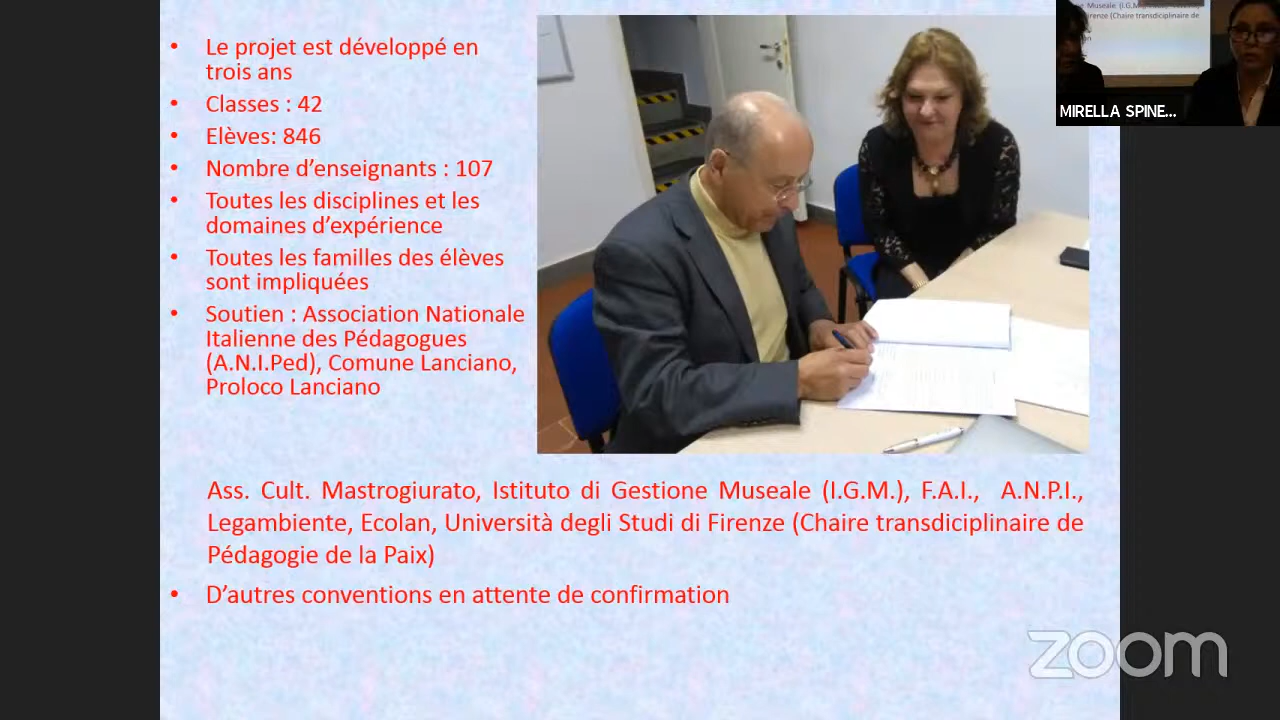 Le projet est développé en
trois ans
Classes : 42
Elèves: 846
Nombre d’enseignants : 107
Toutes les disciplines et les
domaines d’expérience
Toutes les familles des élèves
sont impliquées
Soutien : Association Nationale
Italienne des Pédagogues
(A.N.I.Ped), Comune Lanciano,
Proloco Lanciano
Ass. Cult. Mastrogiurato, Istituto di Gestione Museale (I.G.M.), F.A.I., A.N.P.I.,
Legambiente, Ecolan, Università degli Studi di Firenze (Chaire transdiciplinaire de
Pédagogie de la Paix)
D’autres conventions en attente de confirmation
MIRELLA SPINE...
zoom